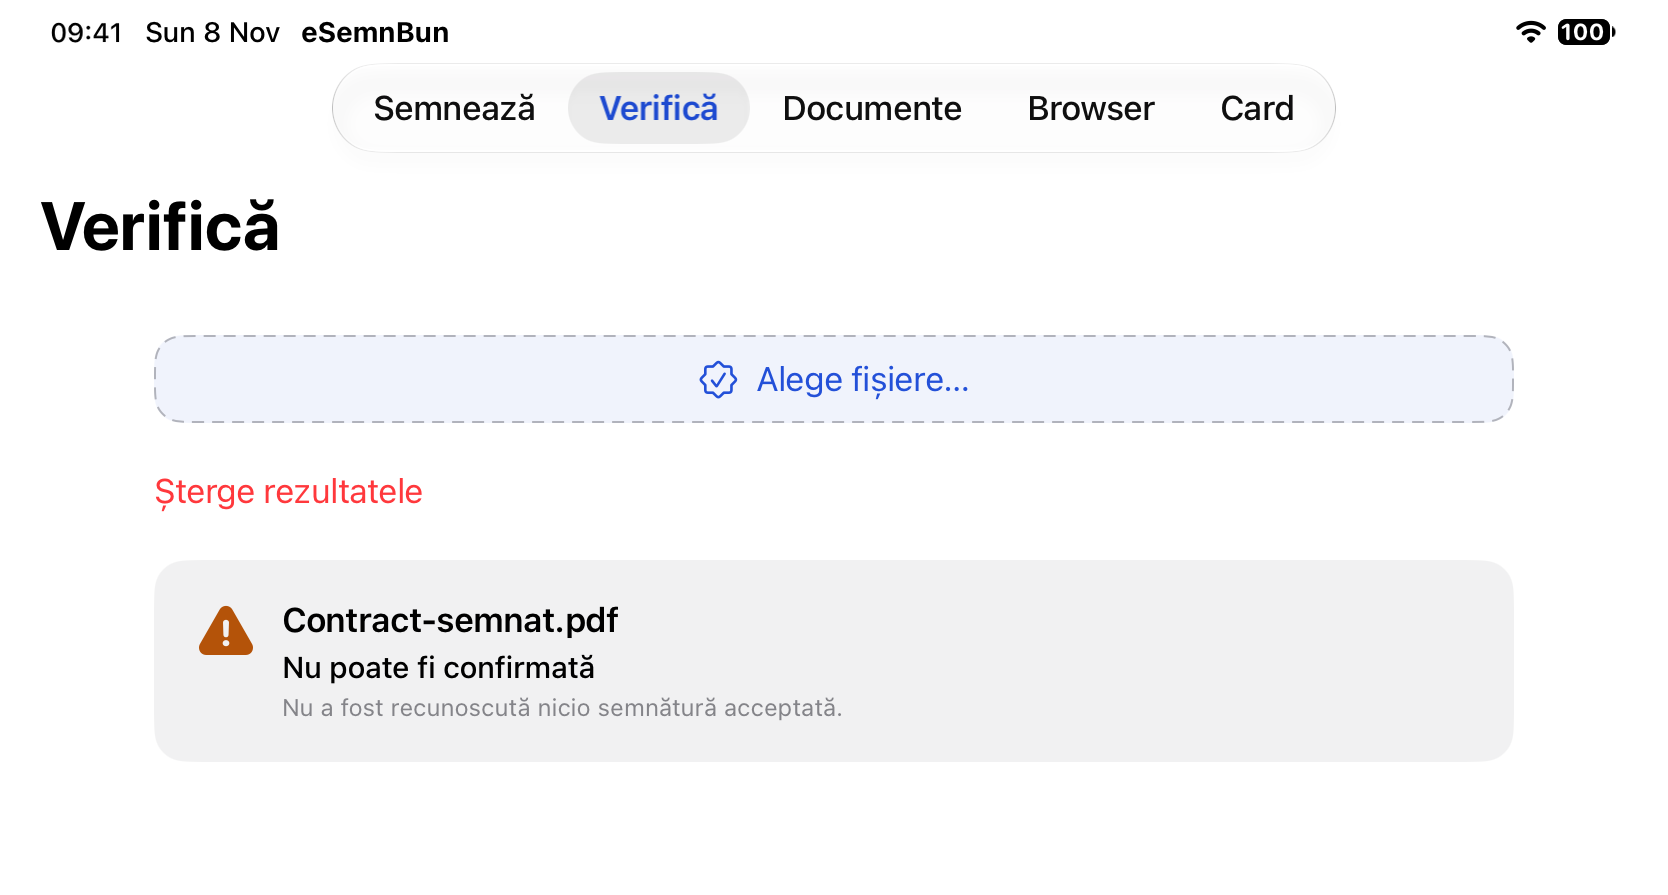 09:41 Sun 8 Nov eSemnBun 100
Semnează Verifică Documente Browser Card
Verifică
Alege fișiere...
Șterge rezultatele
Contract-semnat.pdf
Nu poate fi confirmată
Nu a fost recunoscută nicio semnătură acceptată.